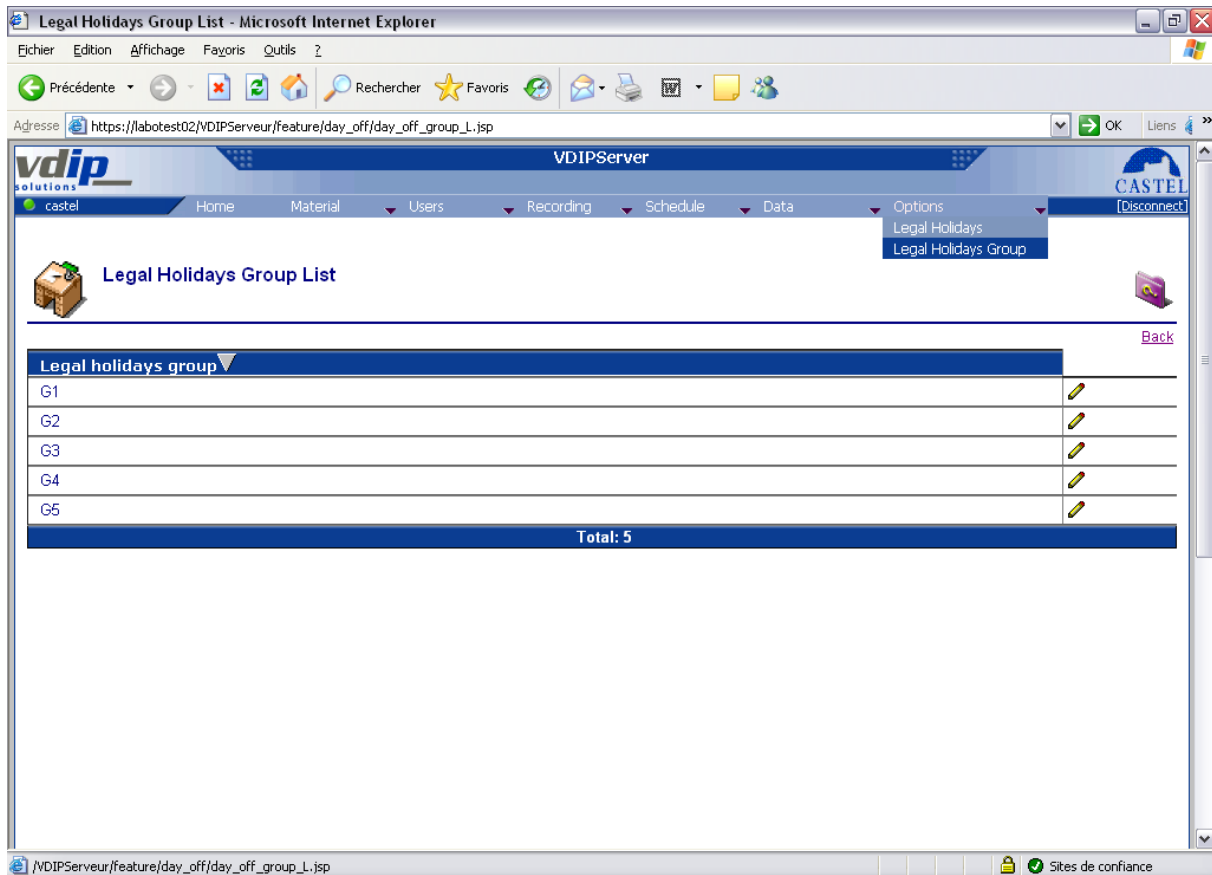 Legal Holidays Group List - Microsoft Internet Explorer
Fichier Edition Affichage Favoris Outils ?
Précédente Rechercher Favoris
Adresse https://labotest02/VDIPServeur/feature/day_off/day_off_group_L.jsp OK Liens »
vdip solutions
VDIPServer
CASTEL
castel Home Material Users Recording Schedule Data Options [Disconnect]
Legal Holidays
Legal Holidays Group
Legal Holidays Group List
Back
Legal holidays group
G1
G2
G3
G4
G5
Total: 5
/VDIPServeur/feature/day_off/day_off_group_L.jsp Sites de confiance